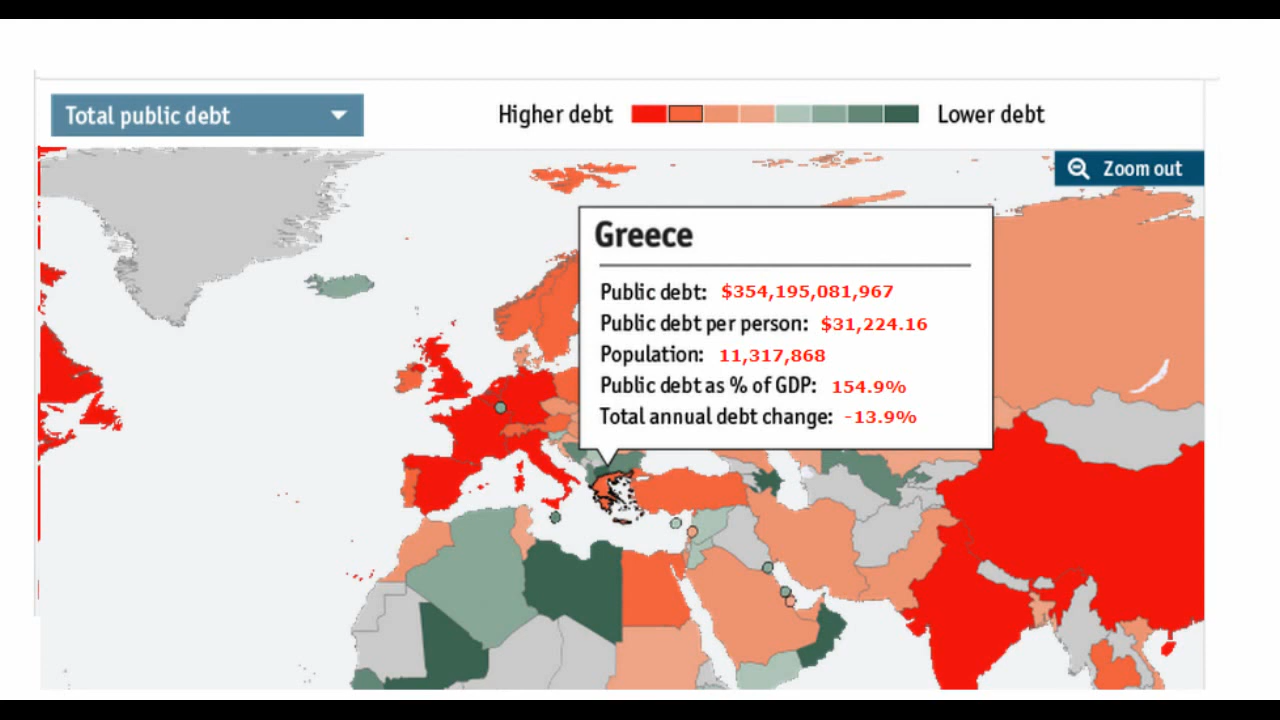 Total public debt
Higher debt
Lower debt
Zoom out
Greece
Public debt: $354,195,081,967
Public debt per person: $31,224.16
Population: 11,317,868
Public debt as % of GDP: 154.9%
Total annual debt change: -13.9%